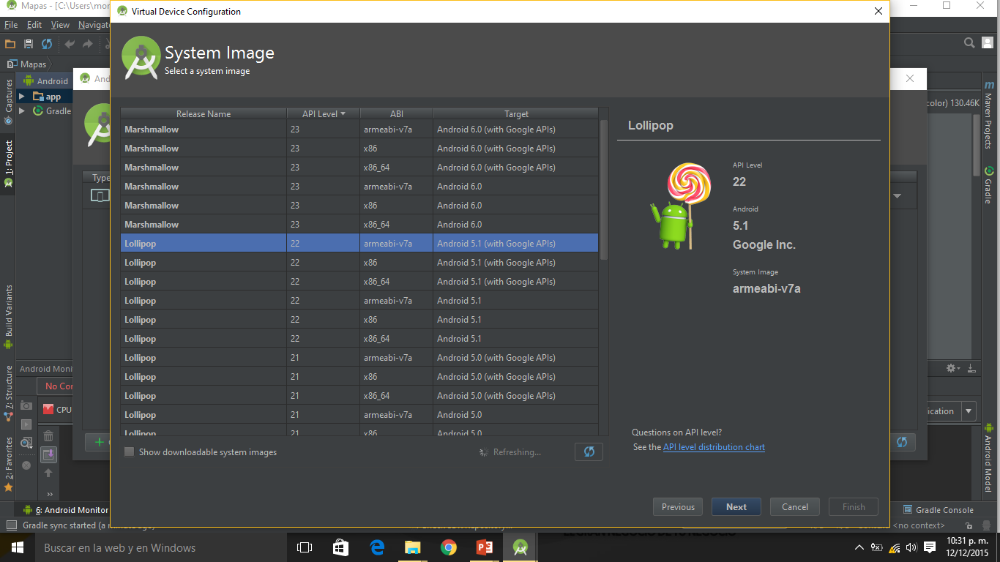 Mapas - [C:\Users\mor
Virtual Device Configuration
File Edit View Navigat
System Image
Select a system image
Mapas
Android
And
app
Gradle
color) 130.46K
Captures
1: Project
Build Variants
7: Structure
2: Favorites
Maven Projects
Gradle
Android Model
Type
Release Name API Level ABI Target
Marshmallow 23 armeabi-v7a Android 6.0 (with Google APIs)
Marshmallow 23 x86 Android 6.0 (with Google APIs)
Marshmallow 23 x86_64 Android 6.0 (with Google APIs)
Marshmallow 23 armeabi-v7a Android 6.0
Marshmallow 23 x86 Android 6.0
Marshmallow 23 x86_64 Android 6.0
Lollipop 22 armeabi-v7a Android 5.1 (with Google APIs)
Lollipop 22 x86 Android 5.1 (with Google APIs)
Lollipop 22 x86_64 Android 5.1 (with Google APIs)
Lollipop 22 armeabi-v7a Android 5.1
Lollipop 22 x86 Android 5.1
Lollipop 22 x86_64 Android 5.1
Lollipop 21 armeabi-v7a Android 5.0 (with Google APIs)
Lollipop 21 x86 Android 5.0 (with Google APIs)
Lollipop 21 x86_64 Android 5.0 (with Google APIs)
Lollipop 21 armeabi-v7a Android 5.0
Lollipop 21 x86 Android 5.0
Lollipop
API Level
22
Android
5.1
Google Inc.
System Image
armeabi-v7a
Questions on API level?
See the API level distribution chart
Show downloadable system images
Refreshing...
Previous Next Cancel Finish
Android Moni
No Con
CPU
ication
6: Android Monitor
Gradle Console
Gradle sync started (a minute ago)
<no context>
EL GRAN NEGOCIO DE TU NEGOCIO
Buscar en la web y en Windows
10:31 p. m.
12/12/2015